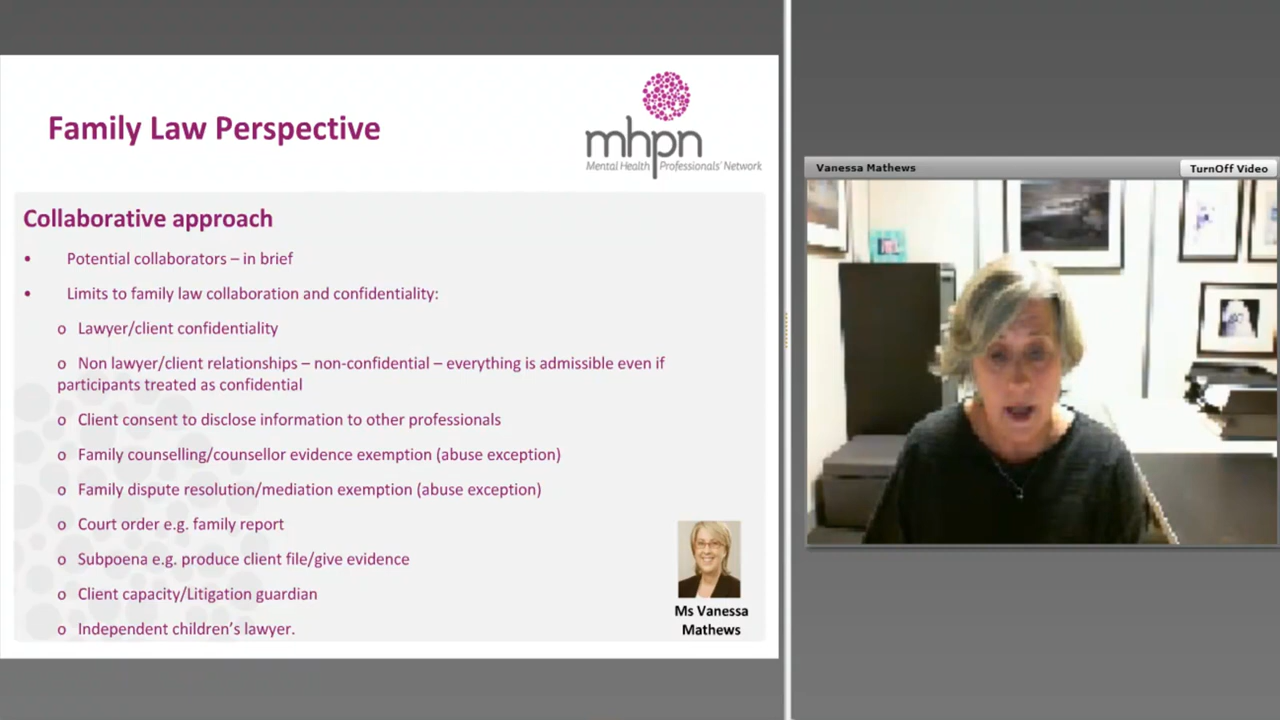 Family Law Perspective
mhpn
Mental Health Professionals' Network
Collaborative approach
• Potential collaborators – in brief
• Limits to family law collaboration and confidentiality:
o Lawyer/client confidentiality
o Non lawyer/client relationships – non-confidential – everything is admissible even if
participants treated as confidential
o Client consent to disclose information to other professionals
o Family counselling/counsellor evidence exemption (abuse exception)
o Family dispute resolution/mediation exemption (abuse exception)
o Court order e.g. family report
o Subpoena e.g. produce client file/give evidence
o Client capacity/Litigation guardian
o Independent children's lawyer.
Ms Vanessa
Mathews
Vanessa Mathews
TurnOff Video